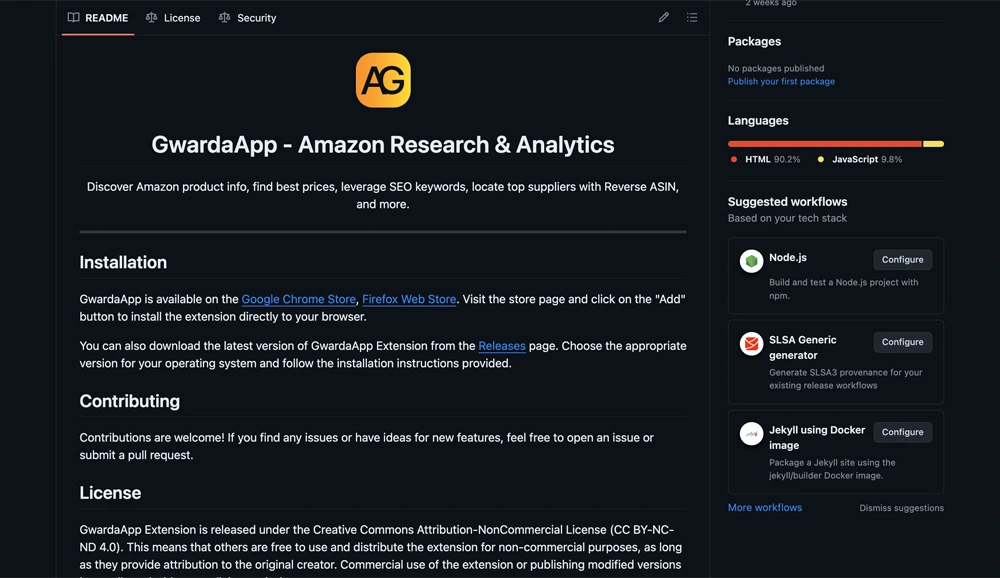 README
License
Security
AG
GwardaApp - Amazon Research & Analytics
Discover Amazon product info, find best prices, leverage SEO keywords, locate top suppliers with Reverse ASIN,
and more.
Installation
GwardaApp is available on the Google Chrome Store, Firefox Web Store. Visit the store page and click on the "Add"
button to install the extension directly to your browser.
You can also download the latest version of GwardaApp Extension from the Releases page. Choose the appropriate
version for your operating system and follow the installation instructions provided.
Contributing
Contributions are welcome! If you find any issues or have ideas for new features, feel free to open an issue or
submit a pull request.
License
GwardaApp Extension is released under the Creative Commons Attribution-NonCommercial License (CC BY-NC-
ND 4.0). This means that others are free to use and distribute the extension for non-commercial purposes, as long
as they provide attribution to the original creator. Commercial use of the extension or publishing modified versions
2 weeks ago
Packages
No packages published
Publish your first package
Languages
HTML 90.2%
JavaScript 9.8%
Suggested workflows
Based on your tech stack
Node.js
Configure
Build and test a Node.js project with
npm.
SLSA Generic
generator
Configure
Generate SLSA3 provenance for your
existing release workflows
Jekyll using Docker
image
Configure
Package a Jekyll site using the
jekyll/builder Docker image.
More workflows
Dismiss suggestions